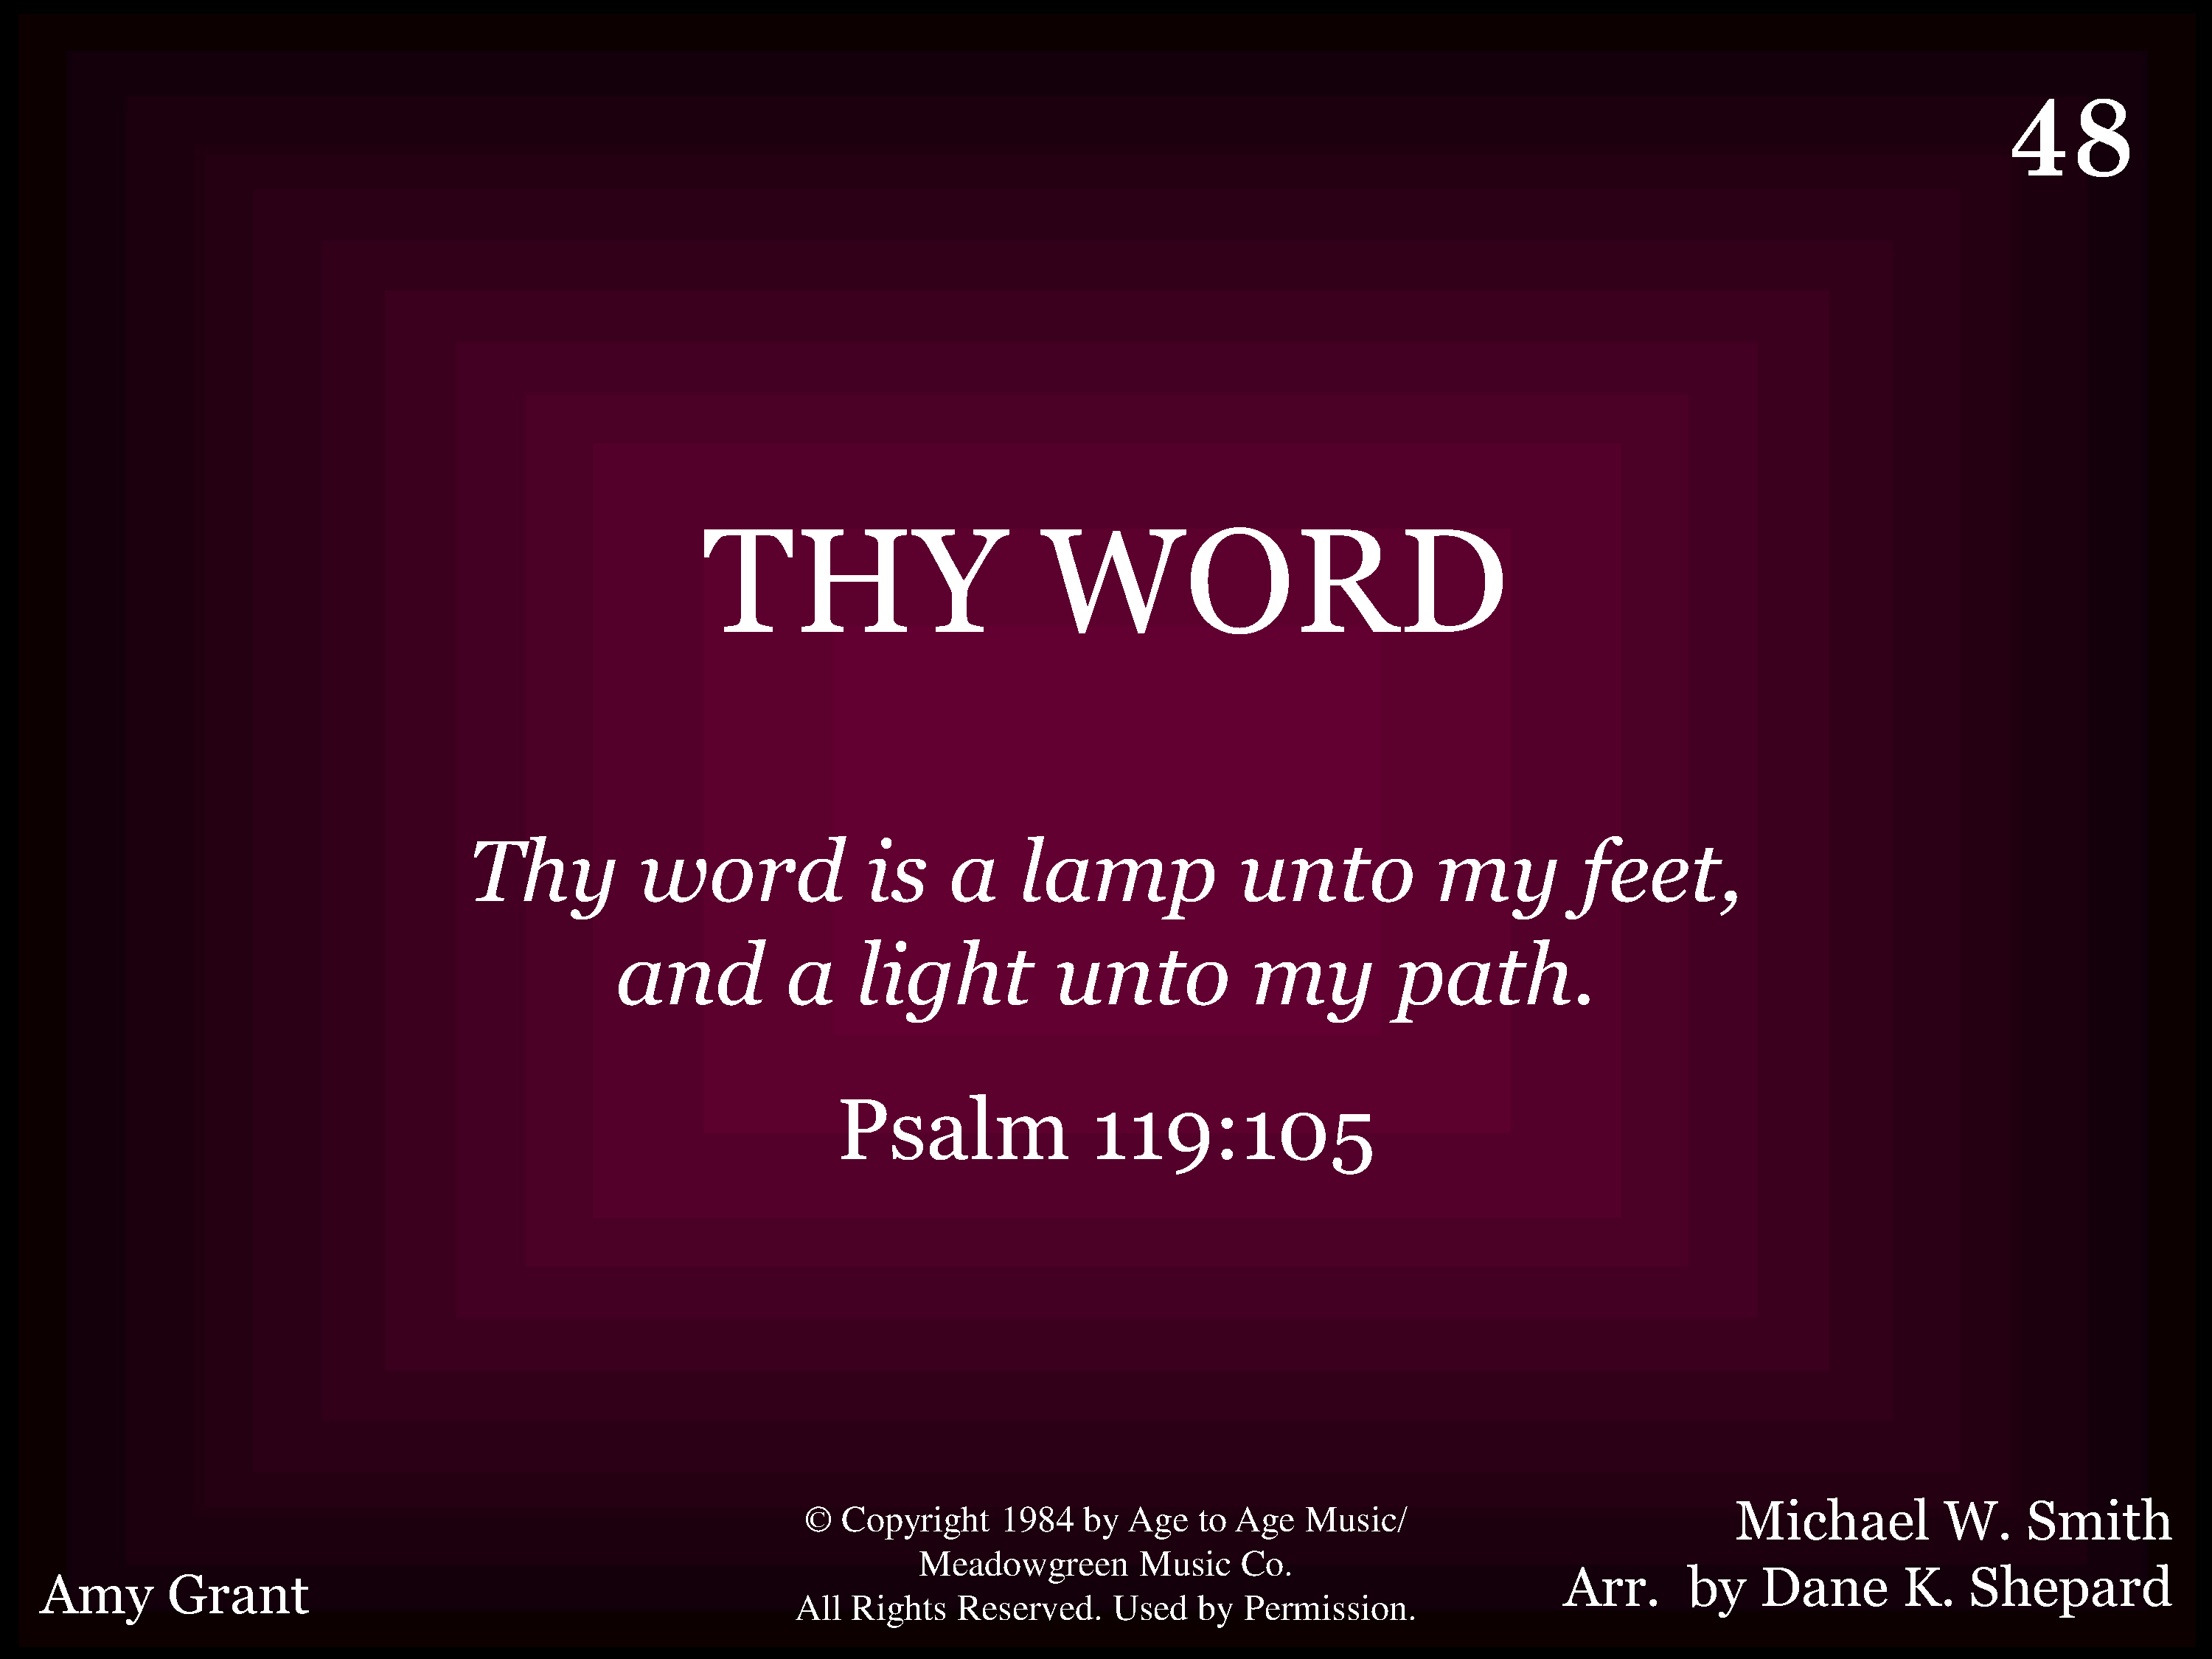 48
THY WORD
Thy word is a lamp unto my feet,
and a light unto my path.
Psalm 119:105
Amy Grant
© Copyright 1984 by Age to Age Music/
Meadowgreen Music Co.
All Rights Reserved. Used by Permission.
Michael W. Smith
Arr. by Dane K. Shepard